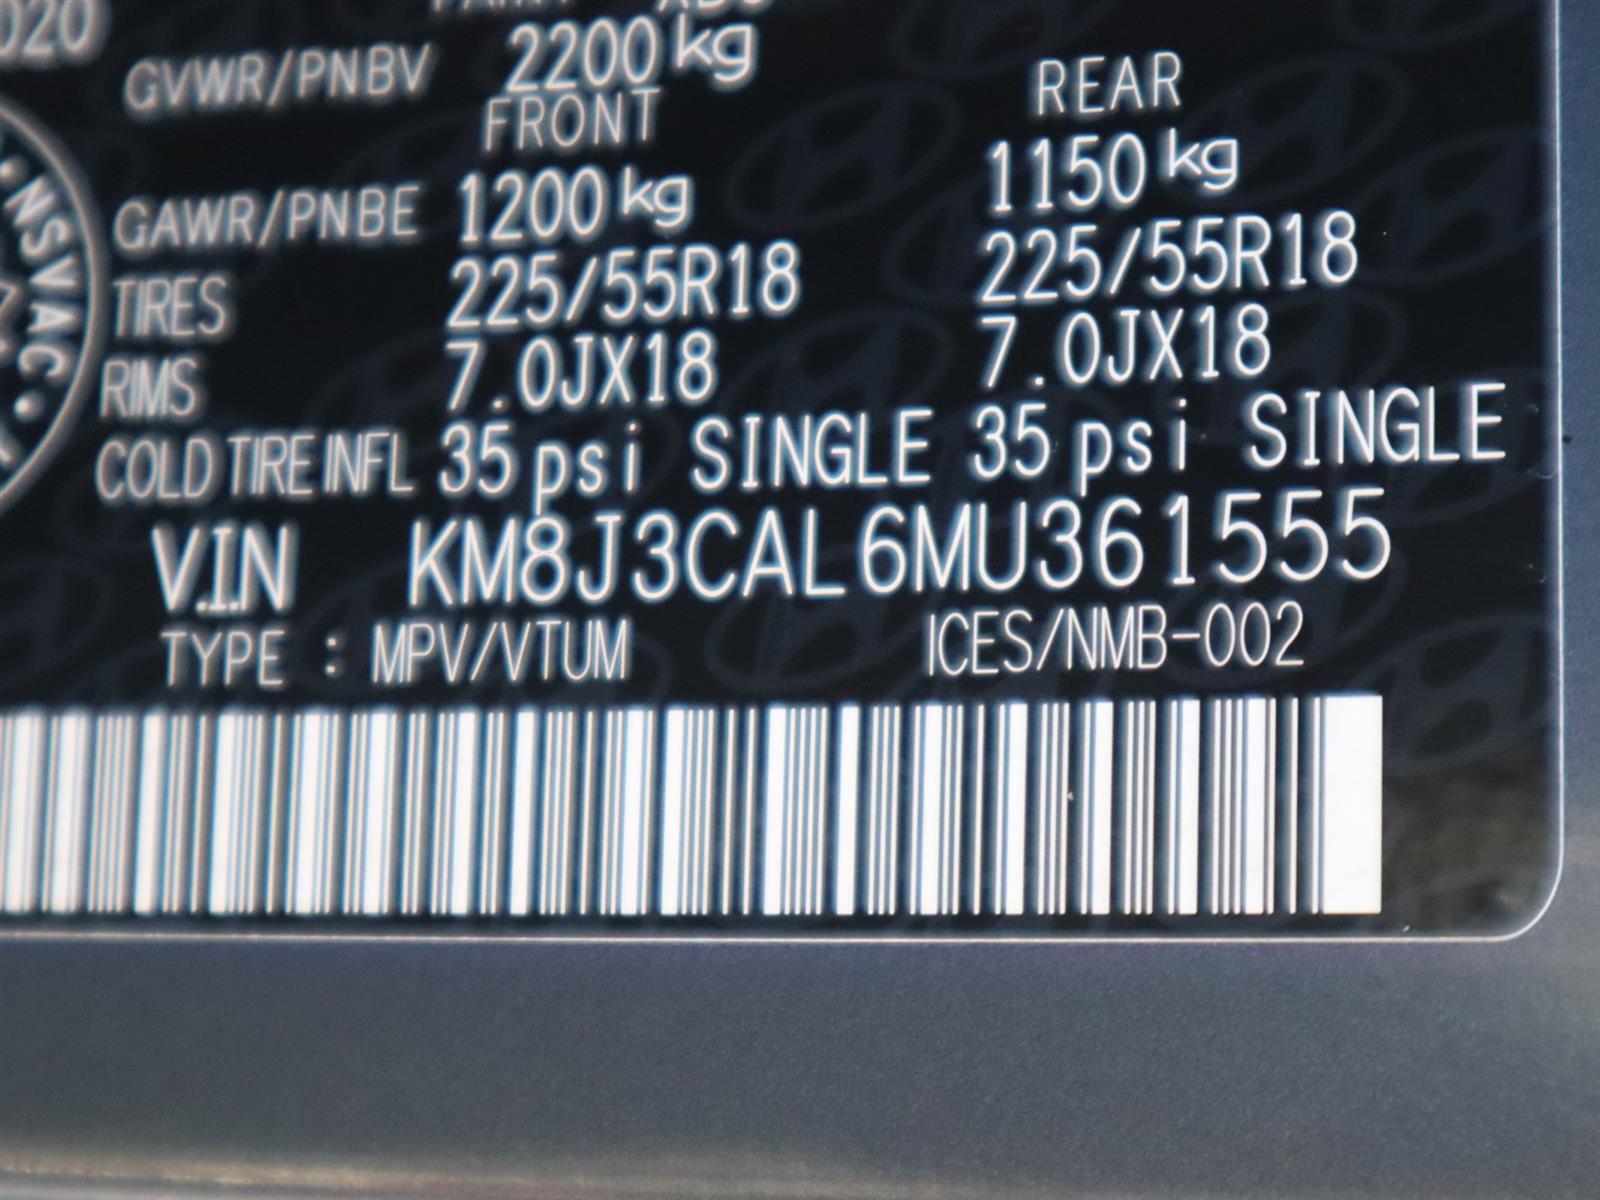 020
GVWR/PNBV 2200 kg
FRONT REAR
GAWR/PNBE 1200 kg 1150 kg
TIRES 225/55R18 225/55R18
RIMS 7.0JX18 7.0JX18
COLD TIRE INFL 35 psi SINGLE 35 psi SINGLE
V.I.N KM8J3CAL6MU361555
TYPE : MPV/VTUM ICES/NMB-002
NSVAC